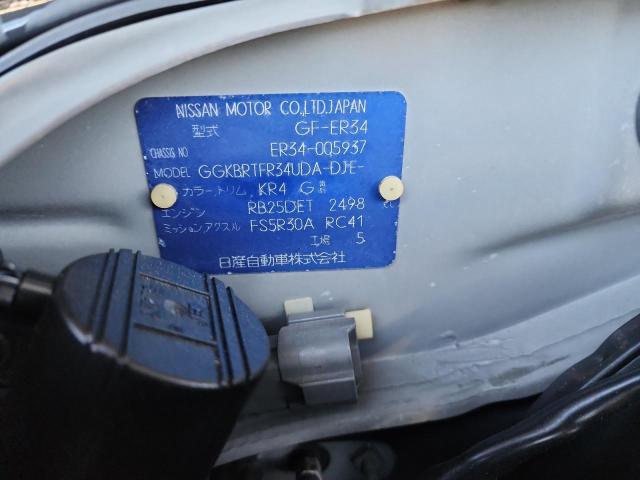 NISSAN MOTOR CO.,LTD.JAPAN
型式 GF-ER34
CHASSIS NO ER34-005937
MODEL GGKBRTFR34UDA-DJE-
カラー,トリム KR4 G
エンジン RB25DET 2498 cc
ミッション アクスル FS5R30A RC41
工場 5
日産自動車株式会社